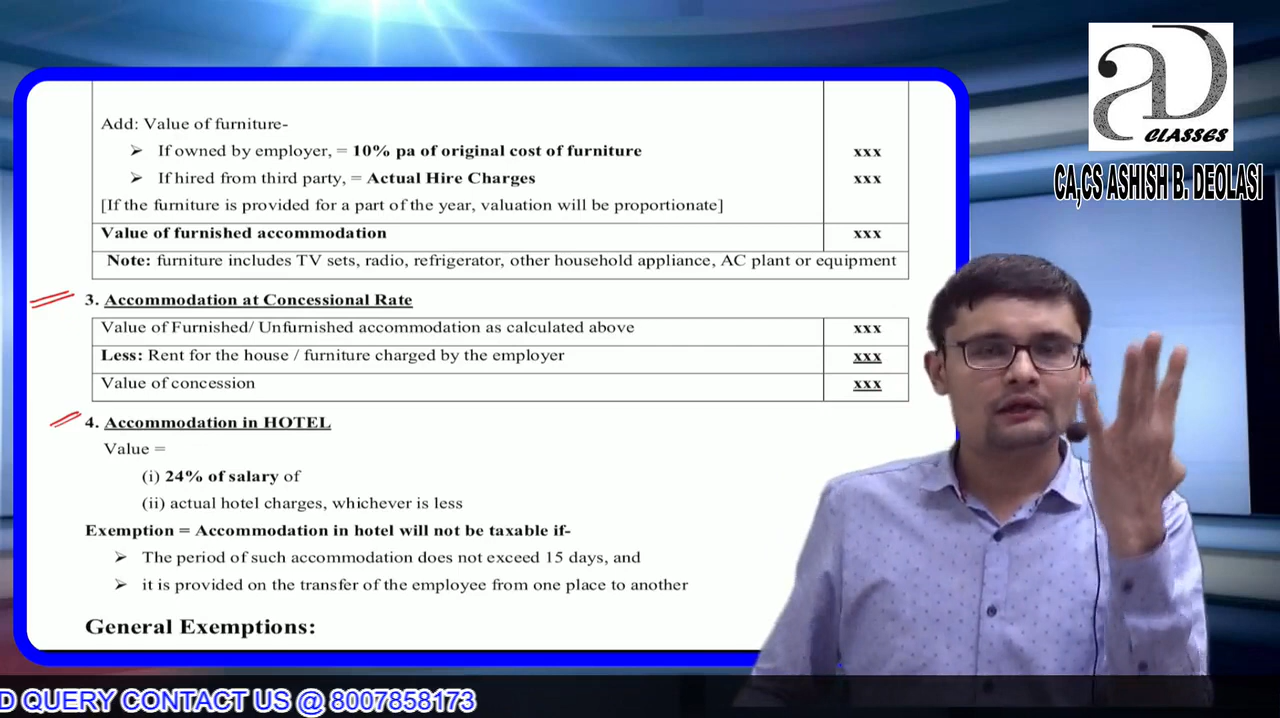 Add: Value of furniture-
➢ If owned by employer, = 10% pa of original cost of furniture xxx
➢ If hired from third party, = Actual Hire Charges xxx
[If the furniture is provided for a part of the year, valuation will be proportionate]
Value of furnished accommodation xxx
Note: furniture includes TV sets, radio, refrigerator, other household appliance, AC plant or equipment
3. Accommodation at Concessional Rate
Value of Furnished/ Unfurnished accommodation as calculated above xxx
Less: Rent for the house / furniture charged by the employer xxx
Value of concession xxx
4. Accommodation in HOTEL
Value =
(i) 24% of salary of
(ii) actual hotel charges, whichever is less
Exemption = Accommodation in hotel will not be taxable if-
➢ The period of such accommodation does not exceed 15 days, and
➢ it is provided on the transfer of the employee from one place to another
General Exemptions:
aD
CLASSES
CA,CS ASHISH B. DEOLASI
D QUERY CONTACT US @ 8007858173